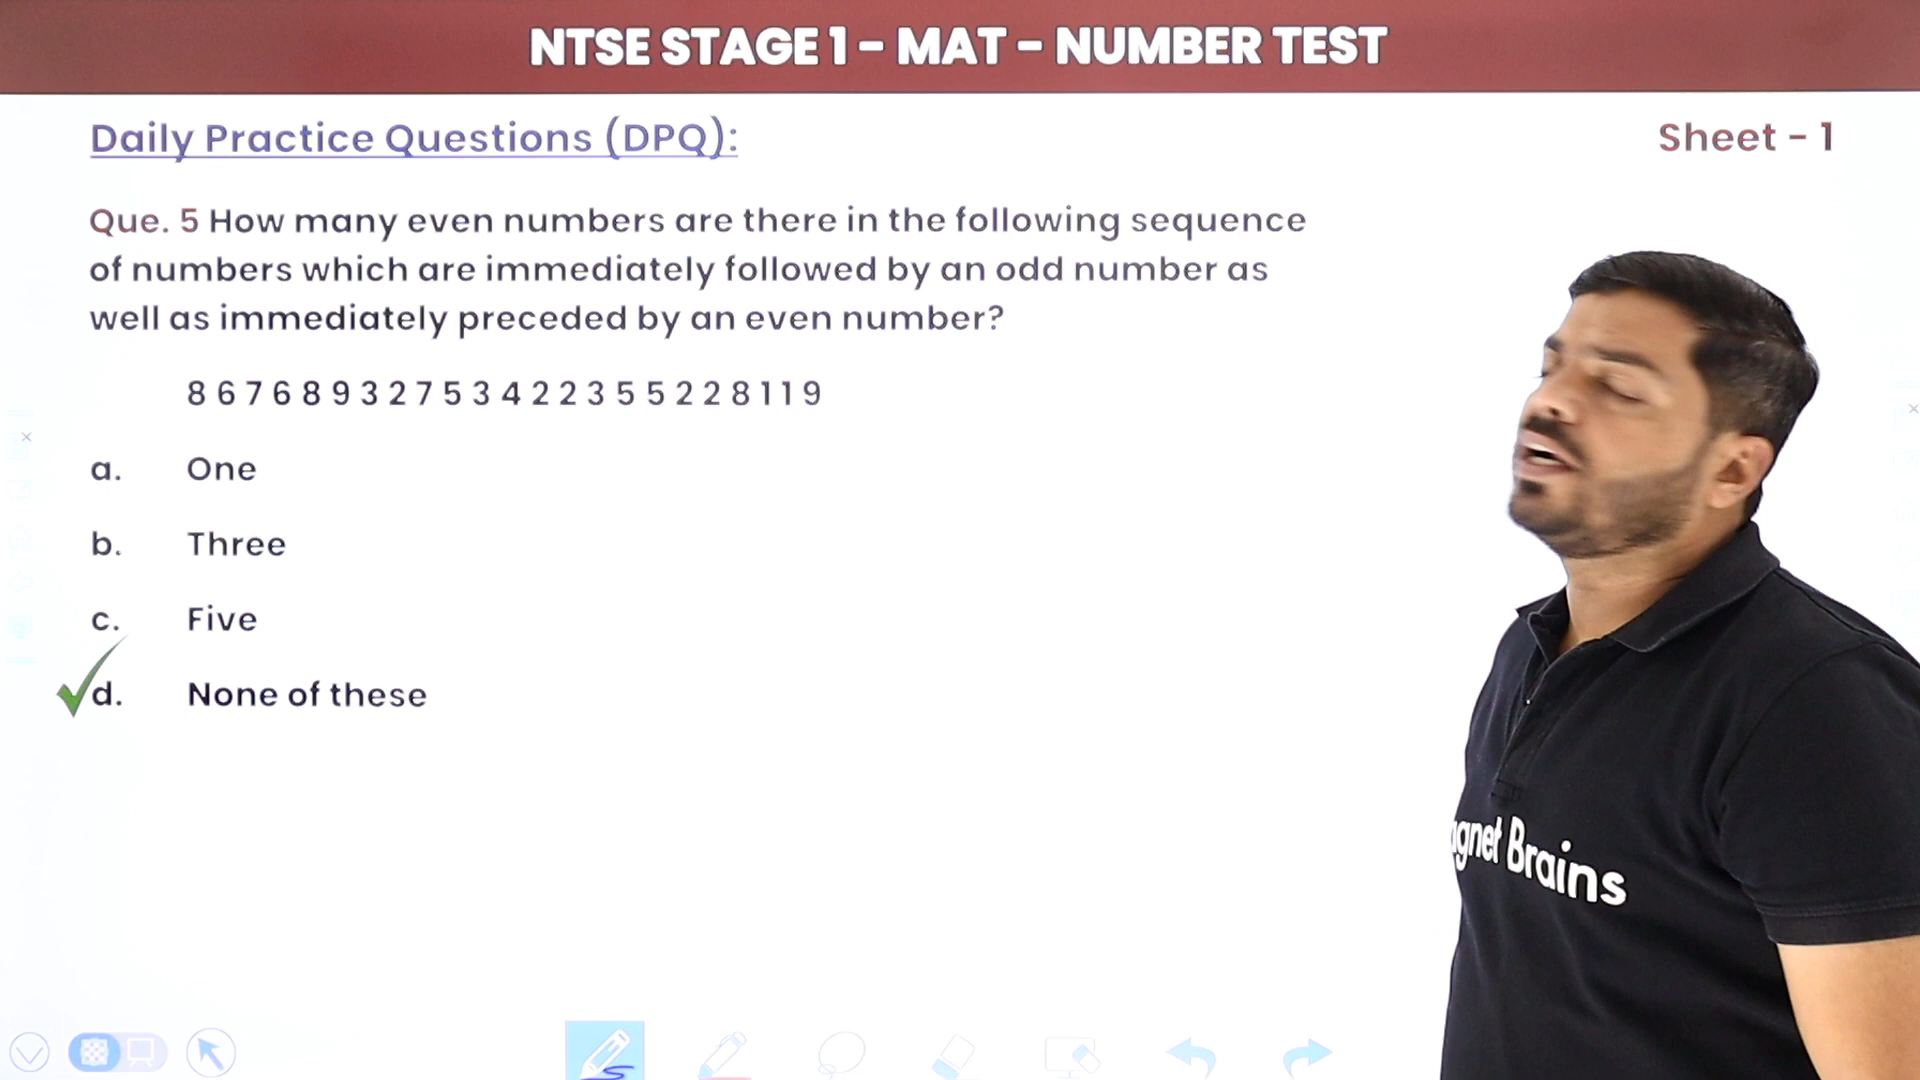 NTSE STAGE 1 - MAT - NUMBER TEST
Daily Practice Questions (DPQ):
Sheet - 1
Que. 5 How many even numbers are there in the following sequence
of numbers which are immediately followed by an odd number as
well as immediately preceded by an even number?
8 6 7 6 8 9 3 2 7 5 3 4 2 2 3 5 5 2 2 8 1 1 9
a. One
b. Three
c. Five
d. None of these
Brains